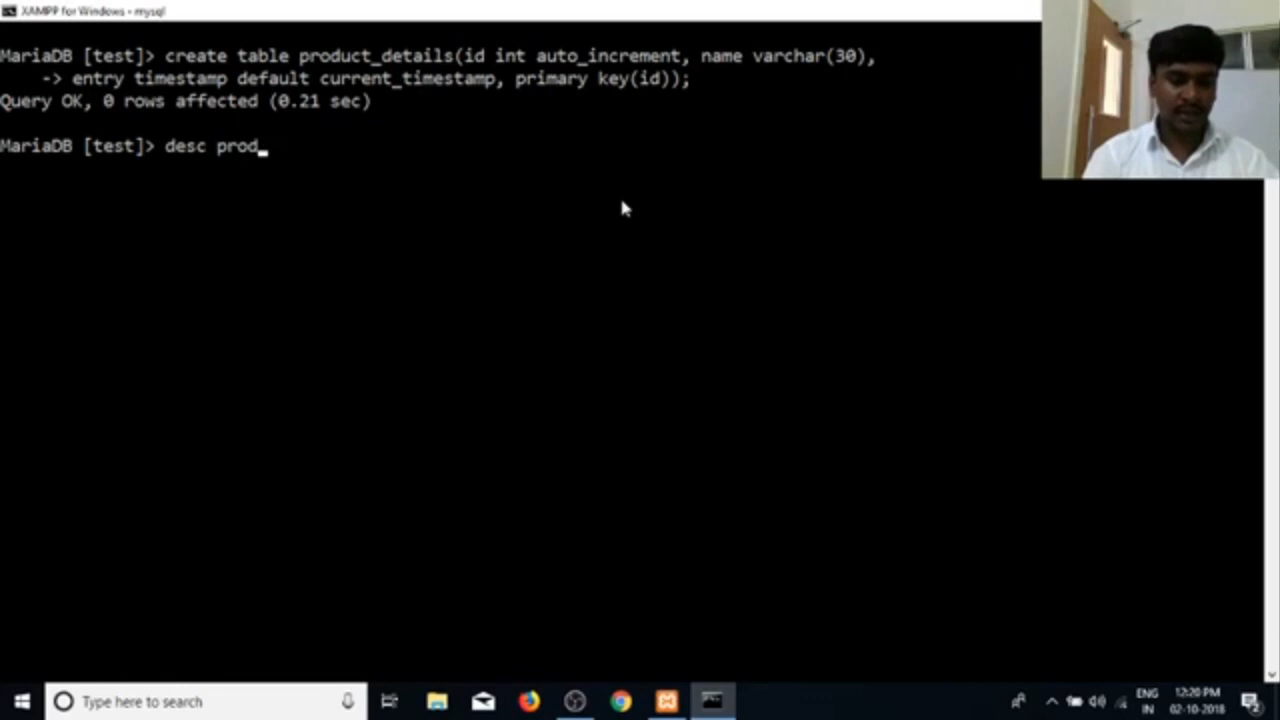 XAMPP for Windows - mysql
MariaDB [test]> create table product_details(id int auto_increment, name varchar(30),
-> entry timestamp default current_timestamp, primary key(id));
Query OK, 0 rows affected (0.21 sec)
MariaDB [test]> desc prod_
Type here to search
ENG
IN
12:20 PM
02-10-2018
2